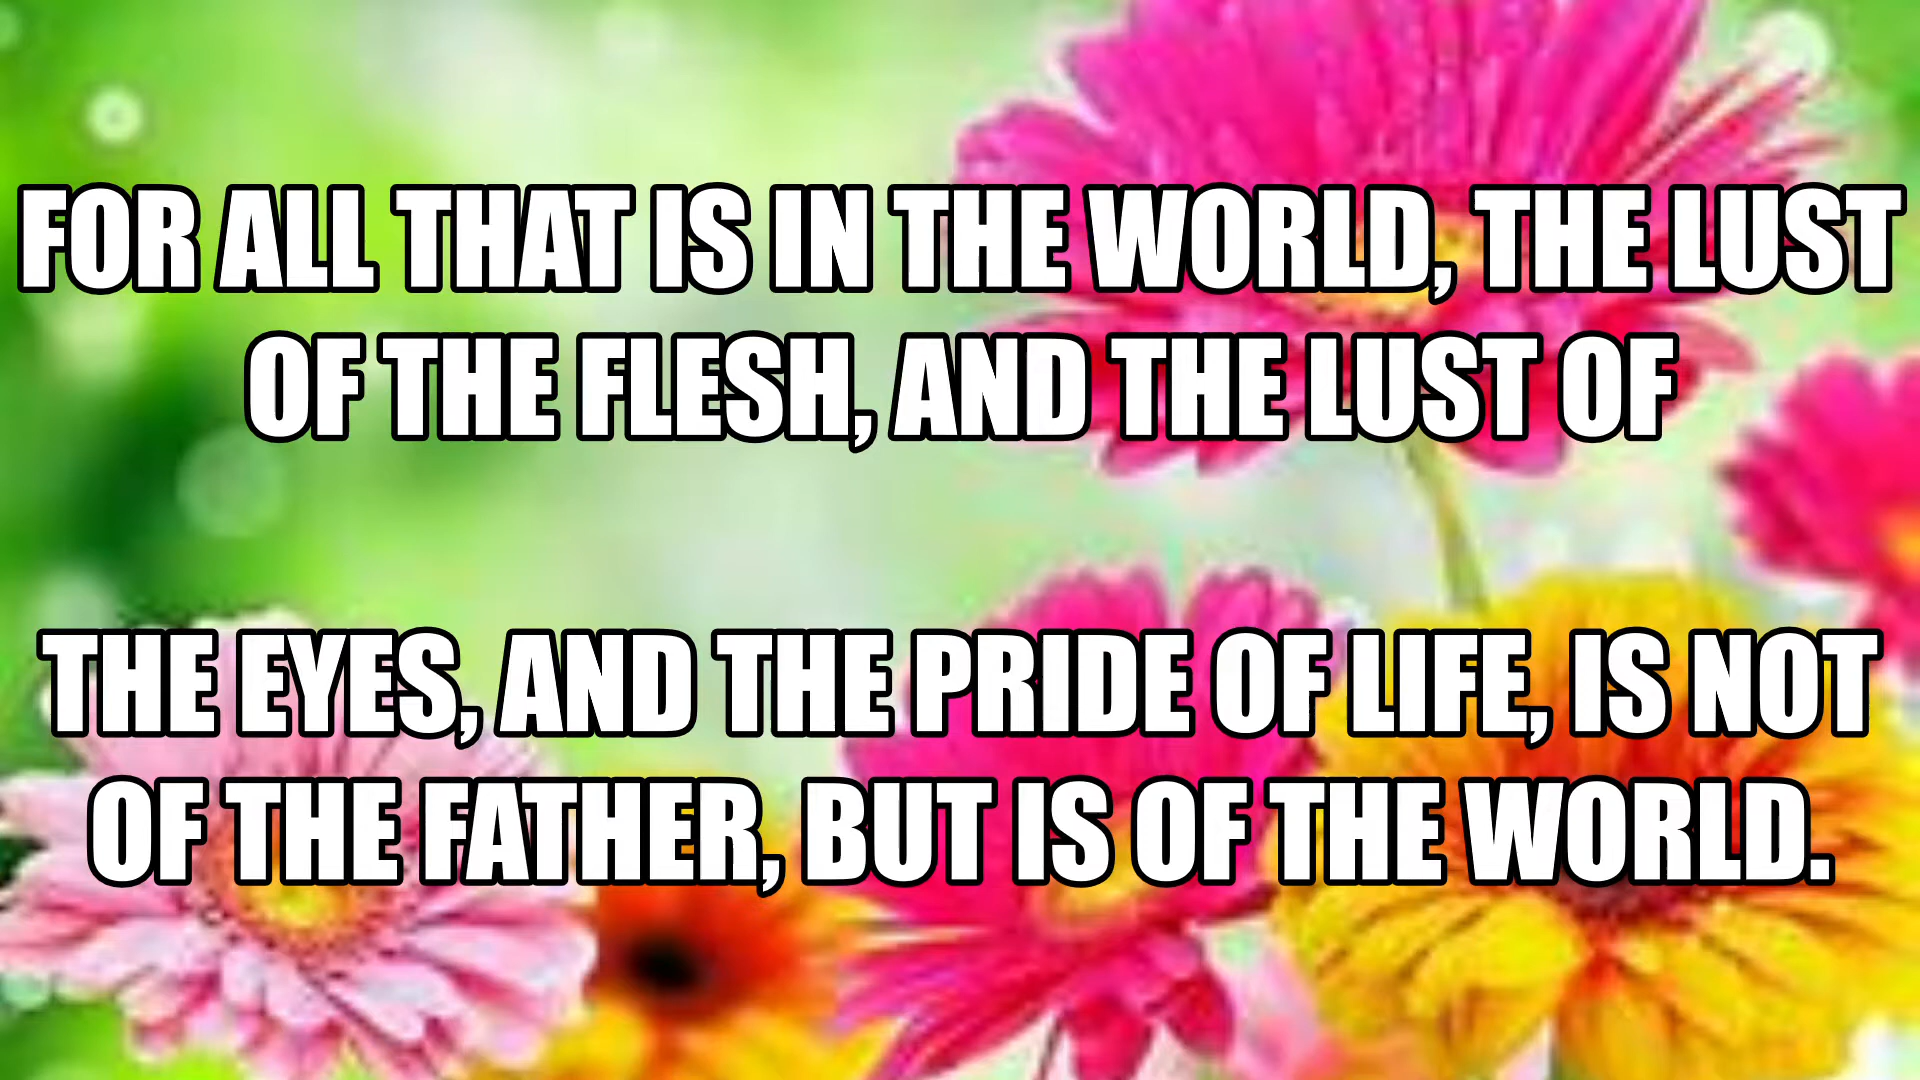 FOR ALL THAT IS IN THE WORLD, THE LUST
OF THE FLESH, AND THE LUST OF
THE EYES, AND THE PRIDE OF LIFE, IS NOT
OF THE FATHER, BUT IS OF THE WORLD.